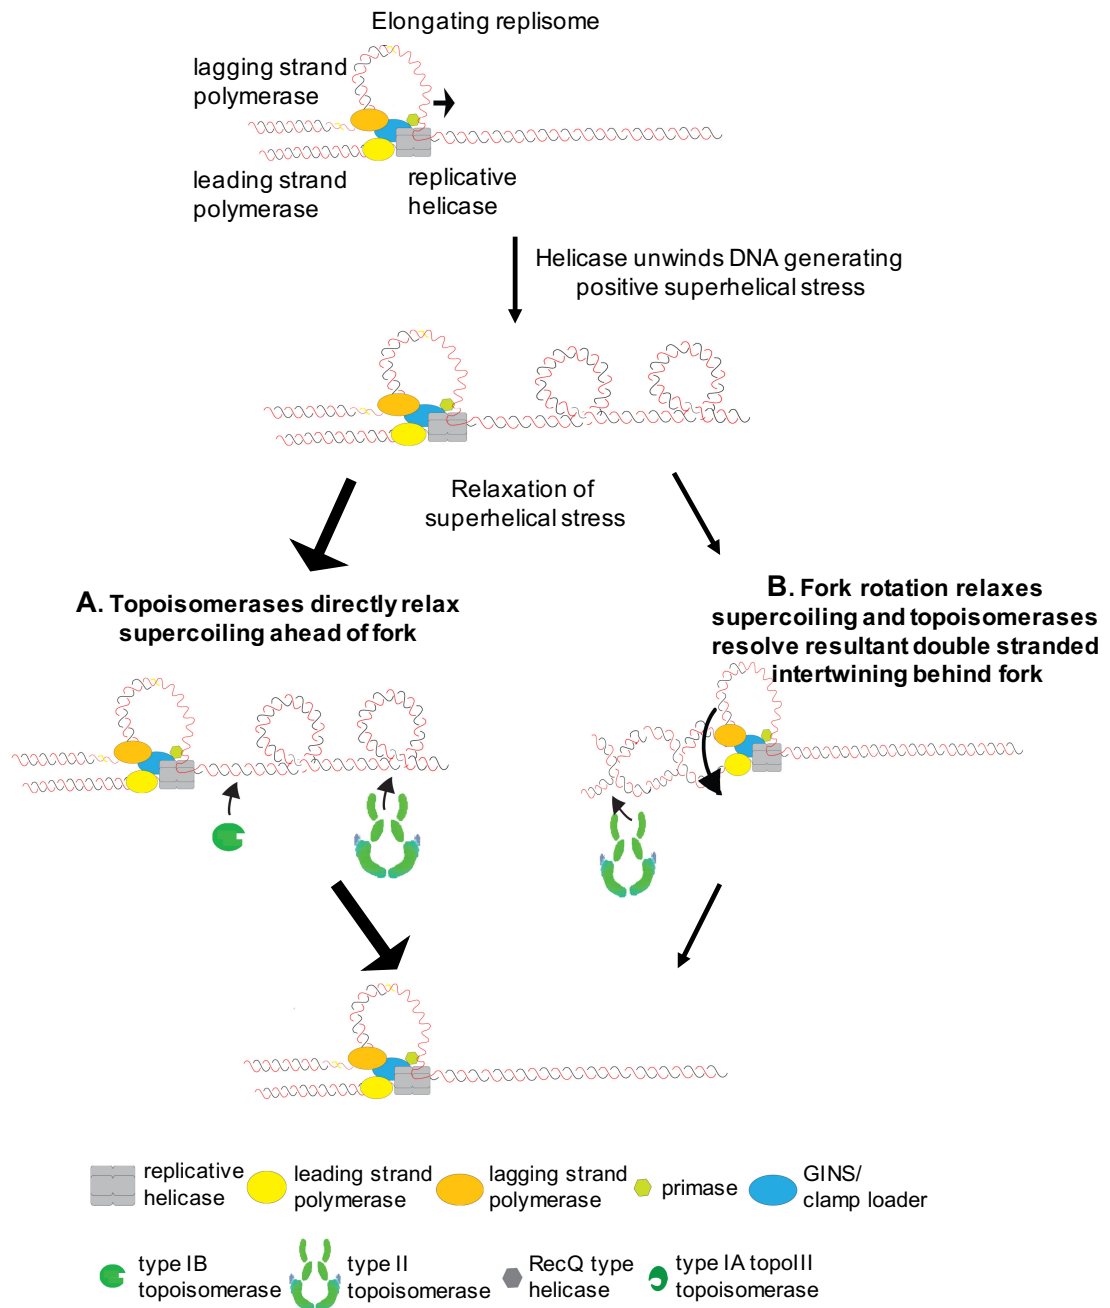 Elongating replisome
lagging strand
polymerase
leading strand
polymerase
replicative
helicase
Helicase unwinds DNA generating
positive superhelical stress
Relaxation of
superhelical stress
A. Topoisomerases directly relax
supercoiling ahead of fork
B. Fork rotation relaxes
supercoiling and topoisomerases
resolve resultant double stranded
intertwining behind fork
replicative
helicase
leading strand
polymerase
lagging strand
polymerase
primase
GINS/
clamp loader
type IB
topoisomerase
type II
topoisomerase
RecQ type
helicase
type IA topoIII
topoisomerase